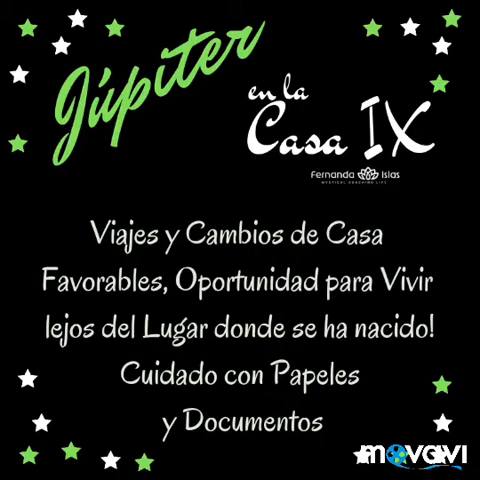 Júpiter
en la
Casa IX
Fernanda Islas
MYSTICAL COACHING LIFE
Viajes y Cambios de Casa
Favorables, Oportunidad para Vivir
lejos del Lugar donde se ha nacido!
Cuidado con Papeles
y Documentos
movavi